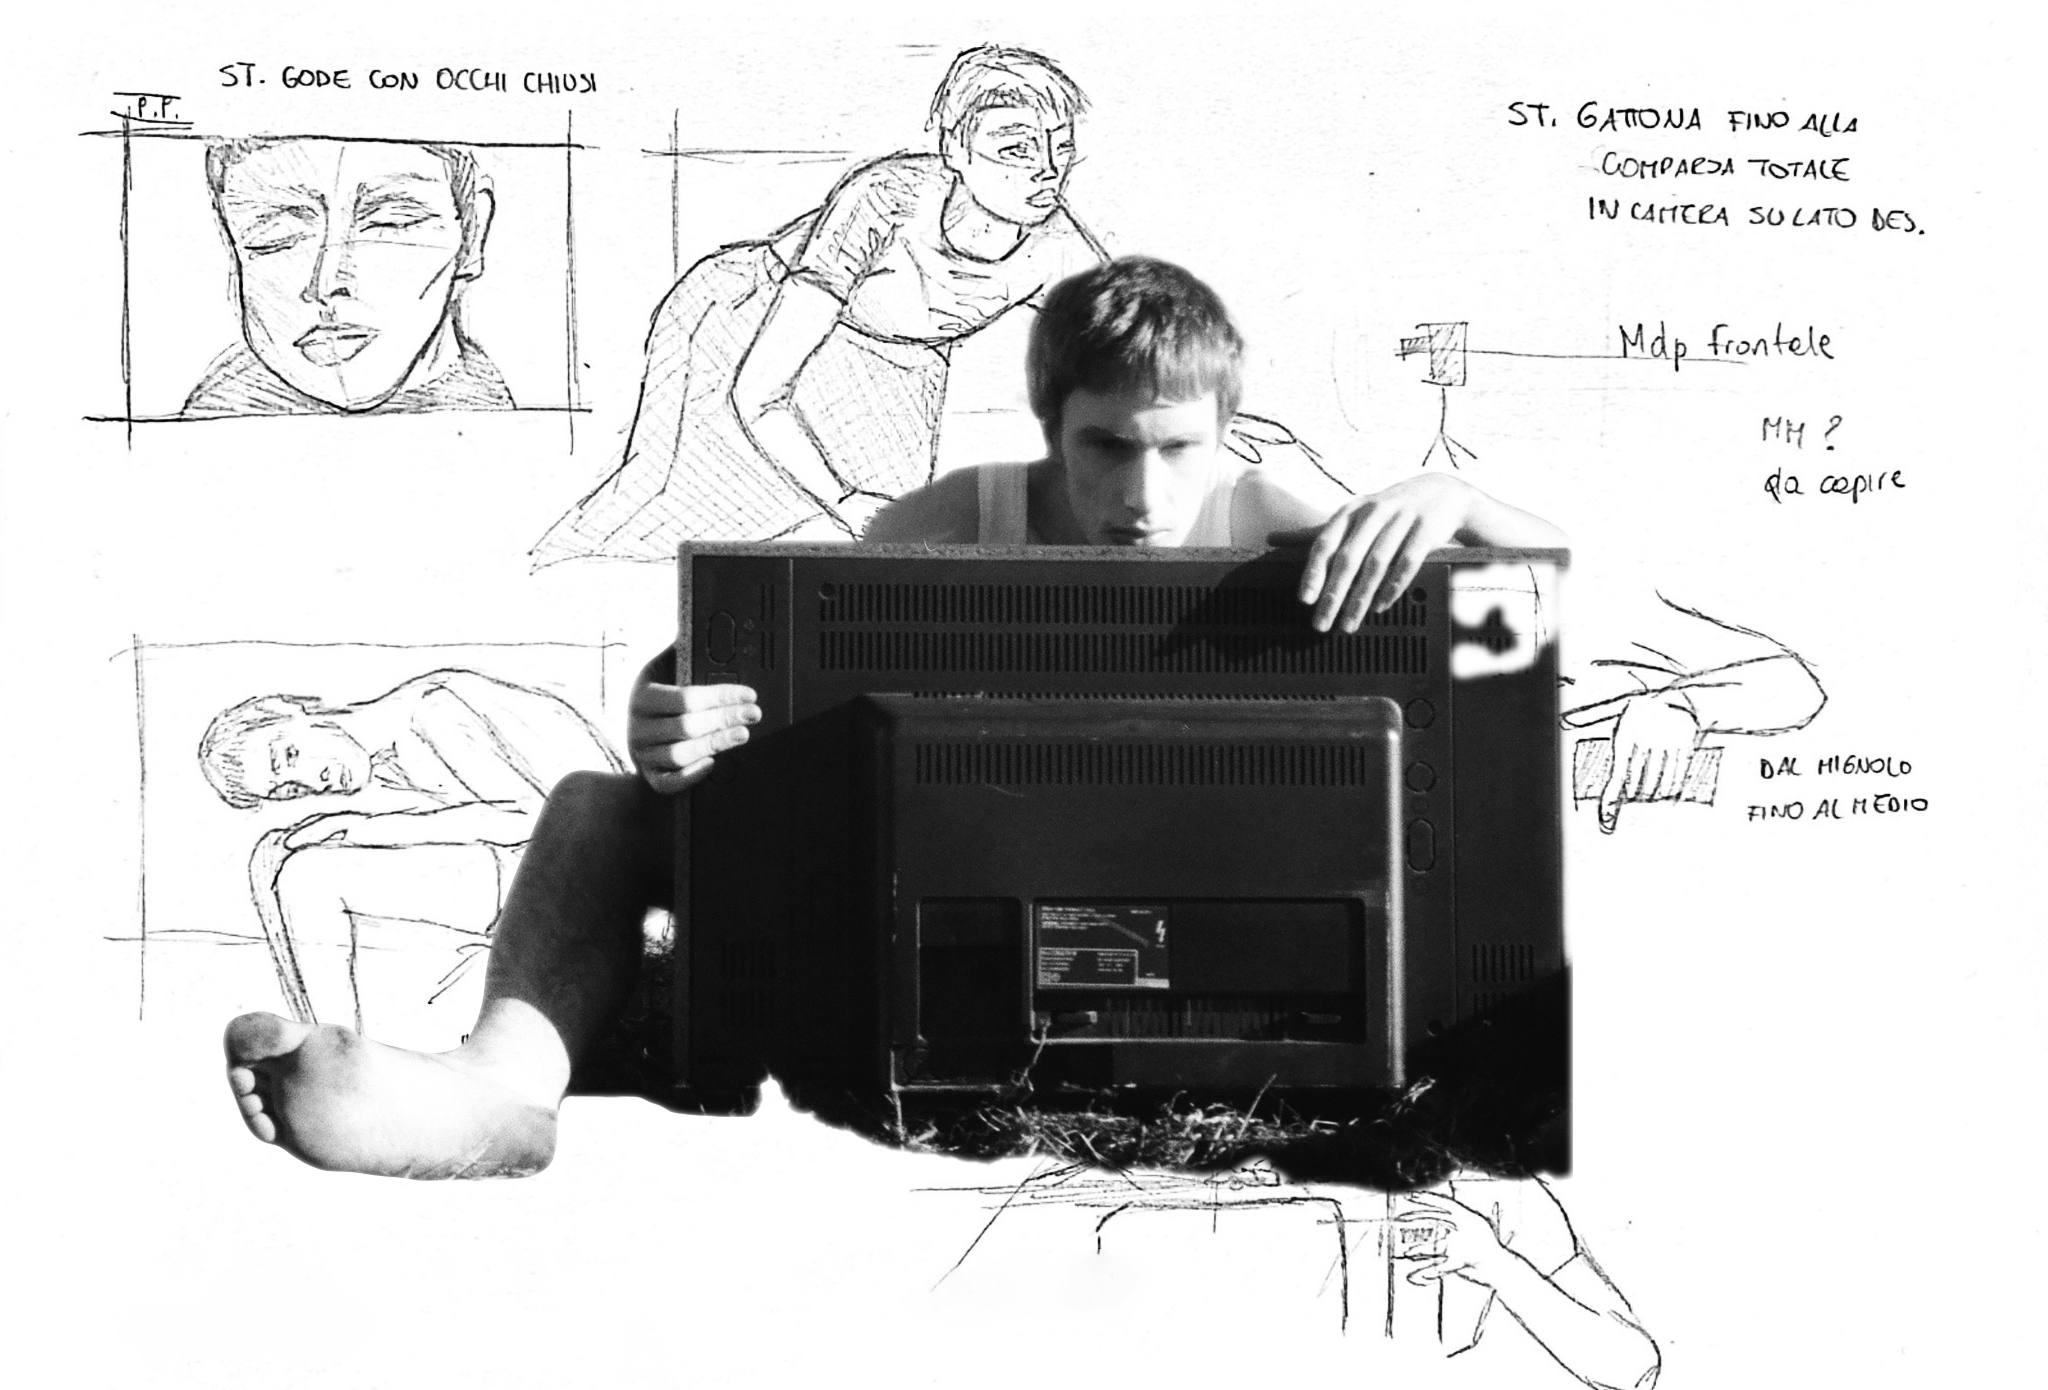 ST. GODE CON OCCHI CHIUSI
P.P.
ST. GATTONA FINO ALLA
COMPARSA TOTALE
IN CAMERA SU LATO DES.
Mdp frontele
MM ?
da capire
DAL MIGNOLO
FINO AL MEDIO